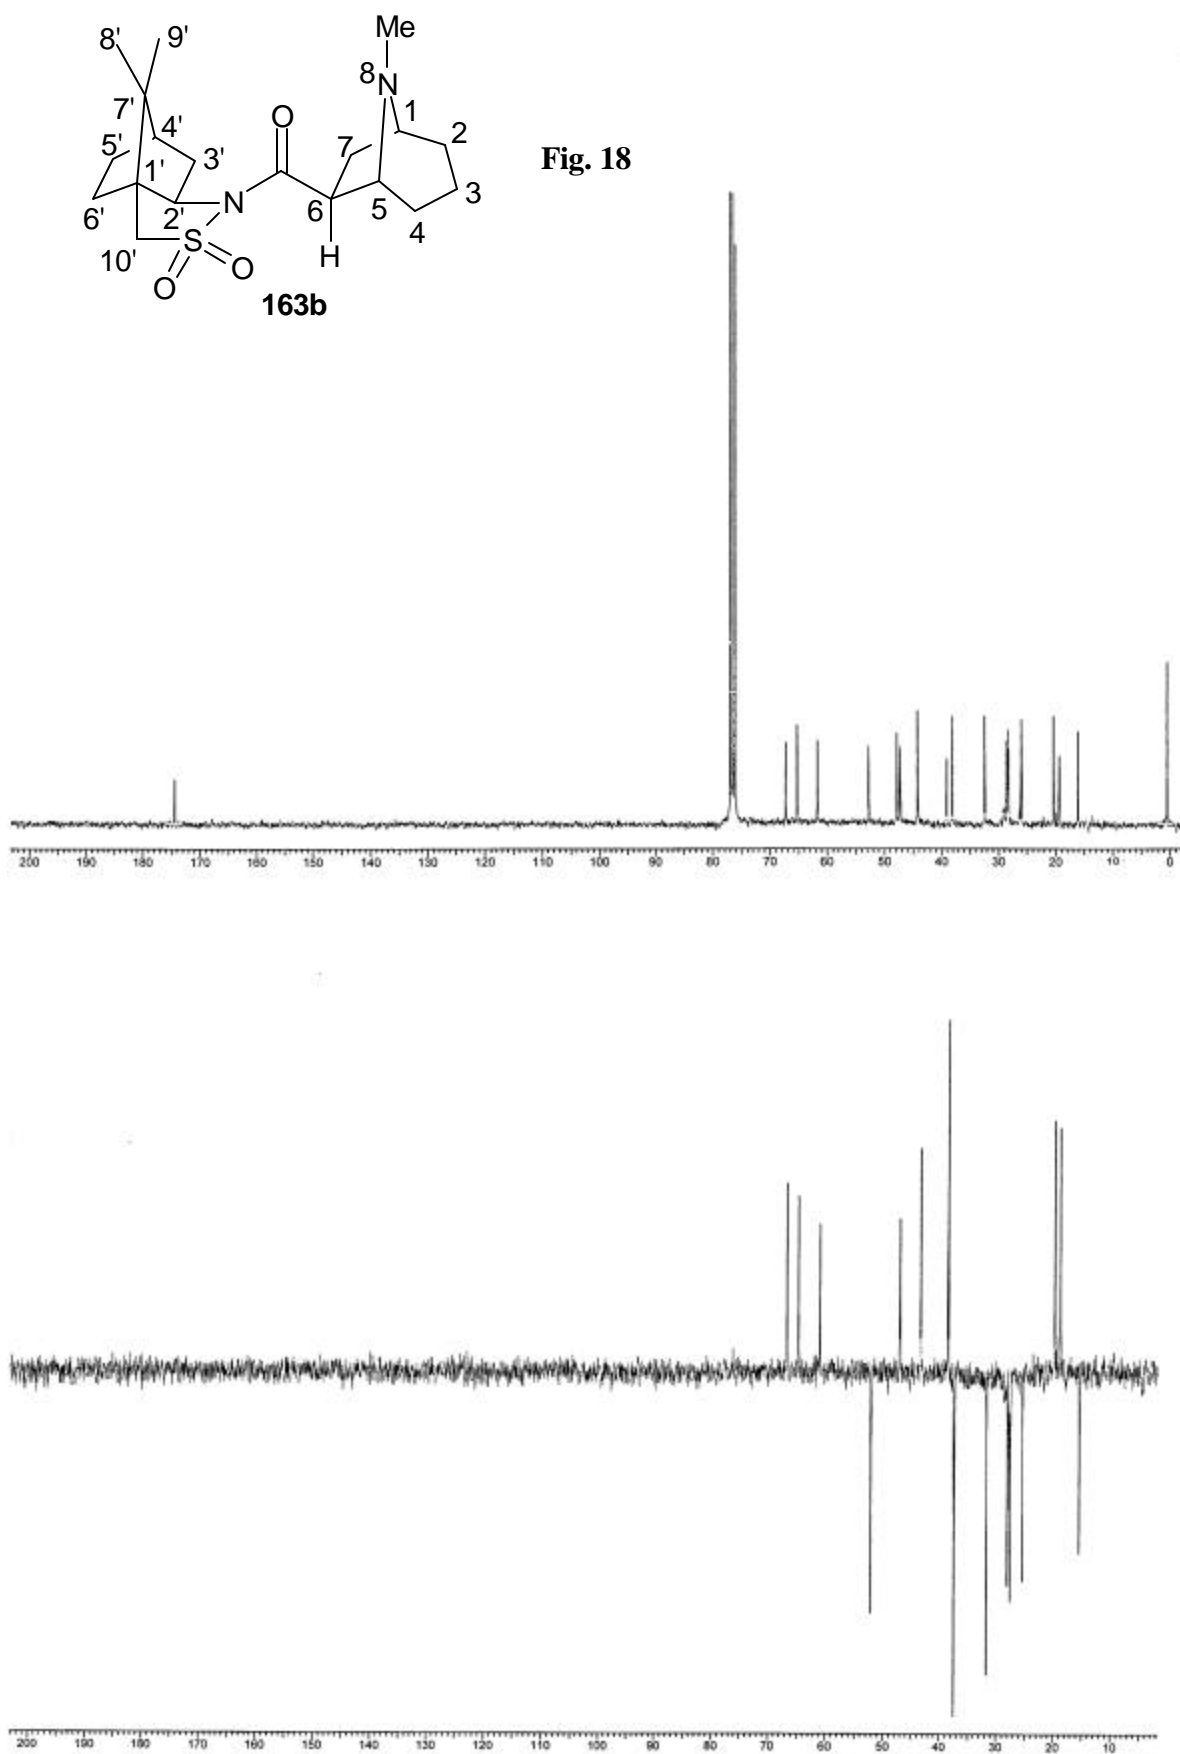 Me
8' 9'
8
N
7' O 1
5' 4' 7 2
3' Fig. 18
1' N 3
6' 2' 6 5
4
10' S H
O
O
163b
200 190 180 170 160 150 140 130 120 110 100 90 80 70 60 50 40 30 20 10 0
200 190 180 170 160 150 140 130 120 110 100 90 80 70 60 50 40 30 20 10